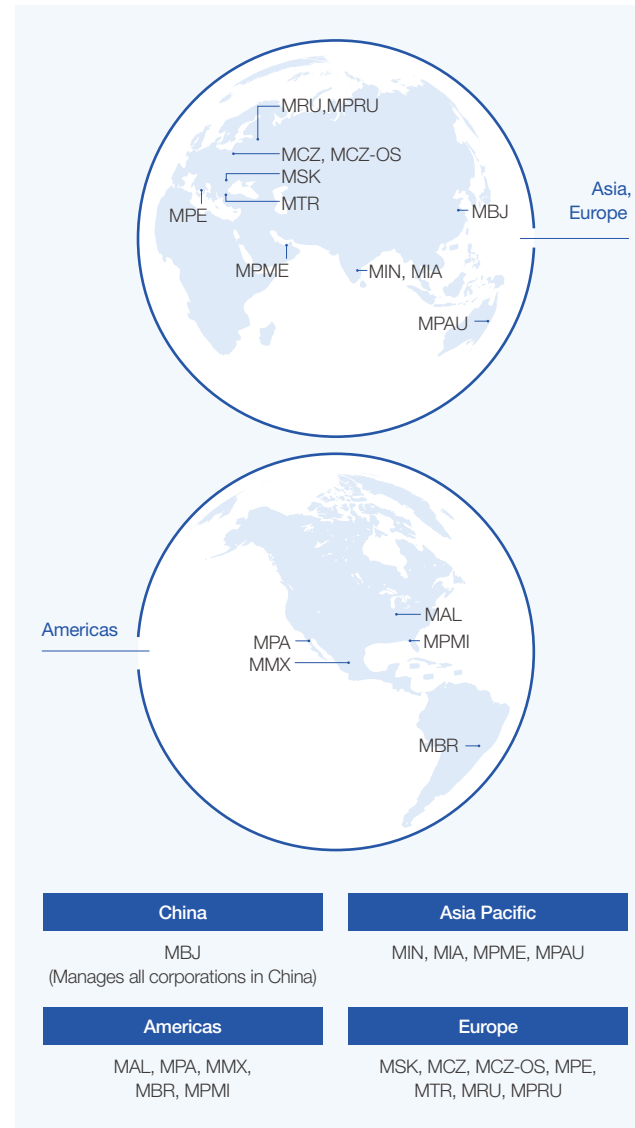 MRU,MPRU
MCZ, MCZ-OS
MSK
MTR
MPE
MBJ
Asia,
Europe
MPME
MIN, MIA
MPAU
MAL
Americas
MPA
MPMI
MMX
MBR
China
MBJ
(Manages all corporations in China)
Asia Pacific
MIN, MIA, MPME, MPAU
Americas
MAL, MPA, MMX,
MBR, MPMI
Europe
MSK, MCZ, MCZ-OS, MPE,
MTR, MRU, MPRU